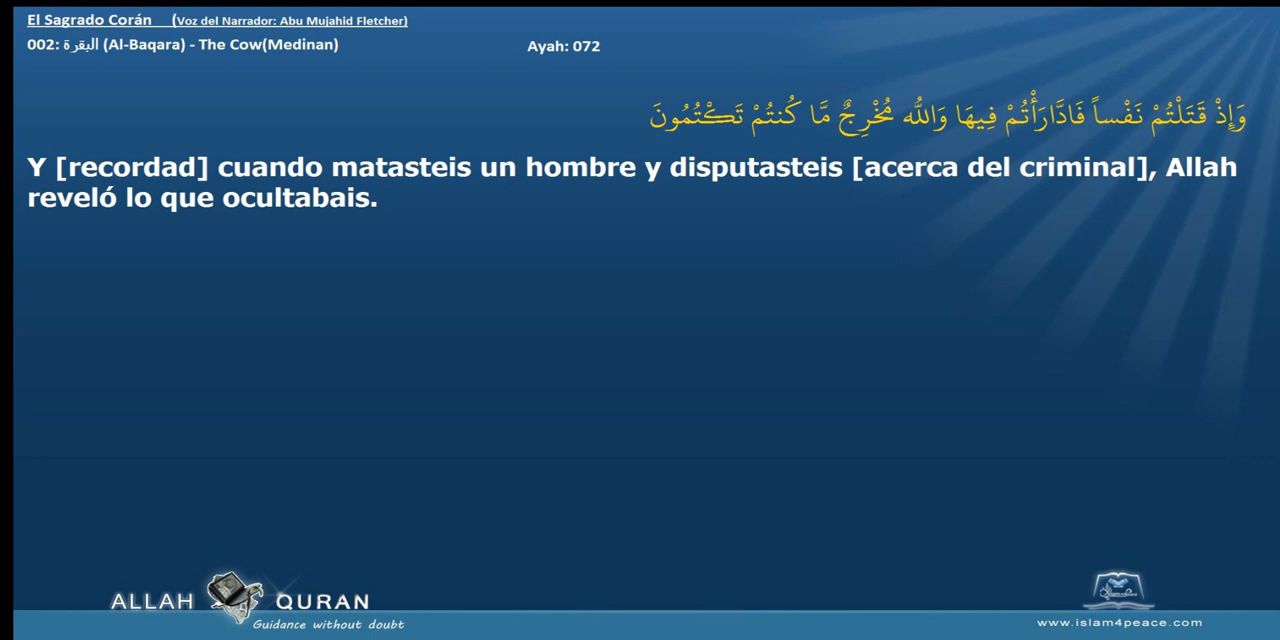 El Sagrado Corán (Voz del Narrador: Abu Mujahid Fletcher)
002: البقرة (Al-Baqara) - The Cow(Medinan) Ayah: 072
وَإِذْ قَتَلْتُمْ نَفْساً فَادَّارَأْتُمْ فِيهَا وَاللّه مُخْرِجٌ مَّا كُنتُمْ تَكْتُمُونَ
Y [recordad] cuando matasteis un hombre y disputasteis [acerca del criminal], Allah
reveló lo que ocultabais.
ALLAH QURAN
Guidance without doubt
www.islam4peace.com